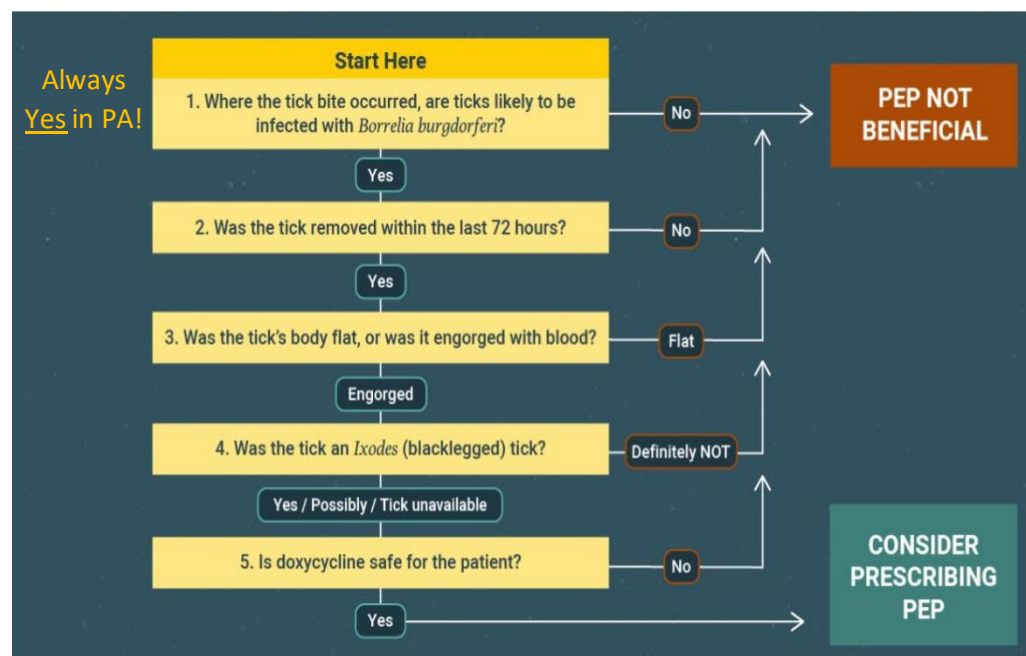 Always
Yes in PA!
Start Here
1. Where the tick bite occurred, are ticks likely to be
infected with Borrelia burgdorferi?
No
PEP NOT
BENEFICIAL
Yes
2. Was the tick removed within the last 72 hours?
No
Yes
3. Was the tick's body flat, or was it engorged with blood?
Flat
Engorged
4. Was the tick an Ixodes (blacklegged) tick?
Definitely NOT
Yes / Possibly / Tick unavailable
5. Is doxycycline safe for the patient?
No
Yes
CONSIDER
PRESCRIBING
PEP